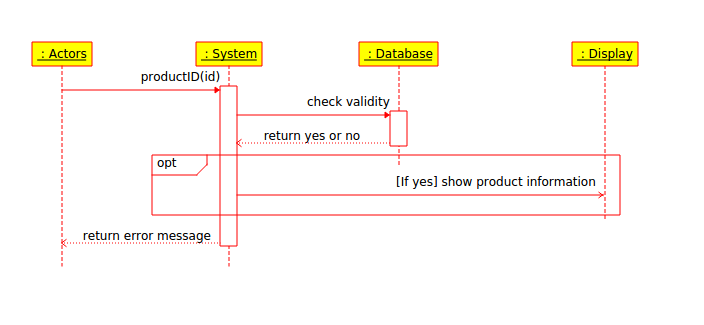 : Actors
: System
: Database
: Display
productID(id)
check validity
return yes or no
opt
[If yes] show product information
return error message